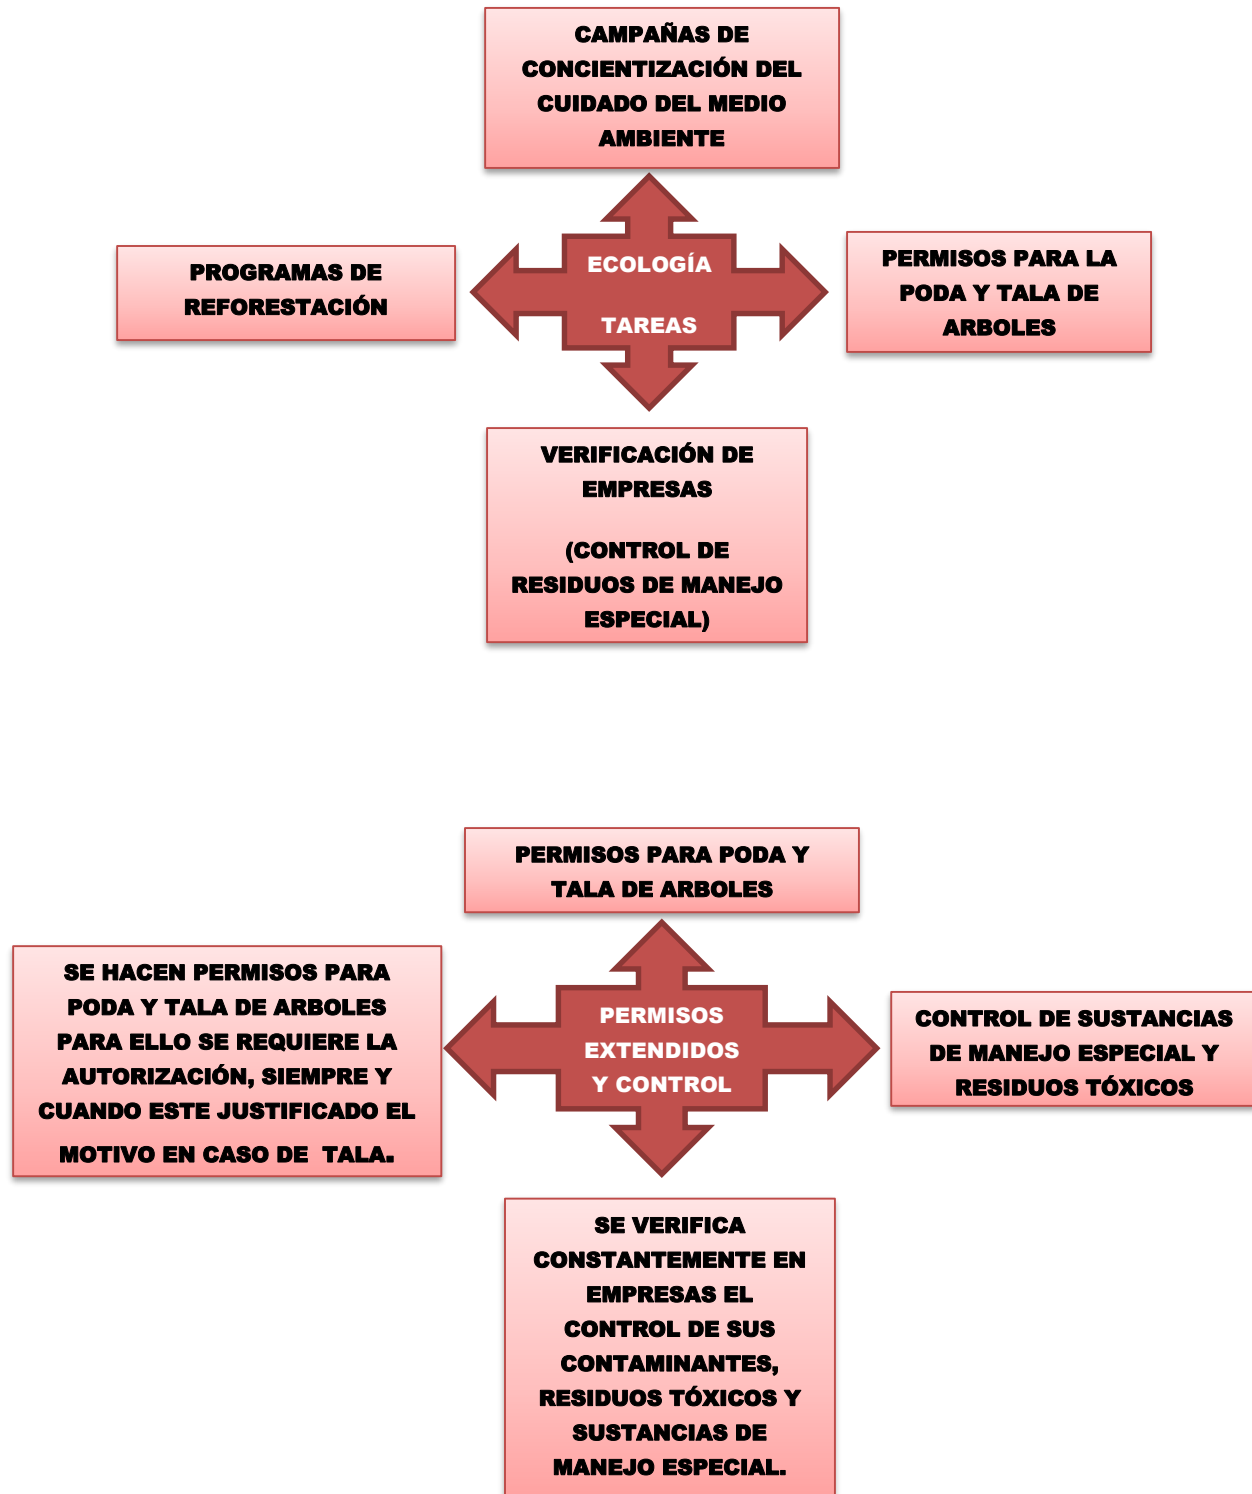 CAMPAÑAS DE
CONCIENTIZACIÓN DEL
CUIDADO DEL MEDIO
AMBIENTE
PROGRAMAS DE
REFORESTACIÓN
ECOLOGÍA
TAREAS
PERMISOS PARA LA
PODA Y TALA DE
ARBOLES
VERIFICACIÓN DE
EMPRESAS
(CONTROL DE
RESIDUOS DE MANEJO
ESPECIAL)
PERMISOS PARA PODA Y
TALA DE ARBOLES
SE HACEN PERMISOS PARA
PODA Y TALA DE ARBOLES
PARA ELLO SE REQUIERE LA
AUTORIZACIÓN, SIEMPRE Y
CUANDO ESTE JUSTIFICADO EL
MOTIVO EN CASO DE  TALA.
PERMISOS
EXTENDIDOS
Y CONTROL
CONTROL DE SUSTANCIAS
DE MANEJO ESPECIAL Y
RESIDUOS TÓXICOS
SE VERIFICA
CONSTANTEMENTE EN
EMPRESAS EL
CONTROL DE SUS
CONTAMINANTES,
RESIDUOS TÓXICOS Y
SUSTANCIAS DE
MANEJO ESPECIAL.